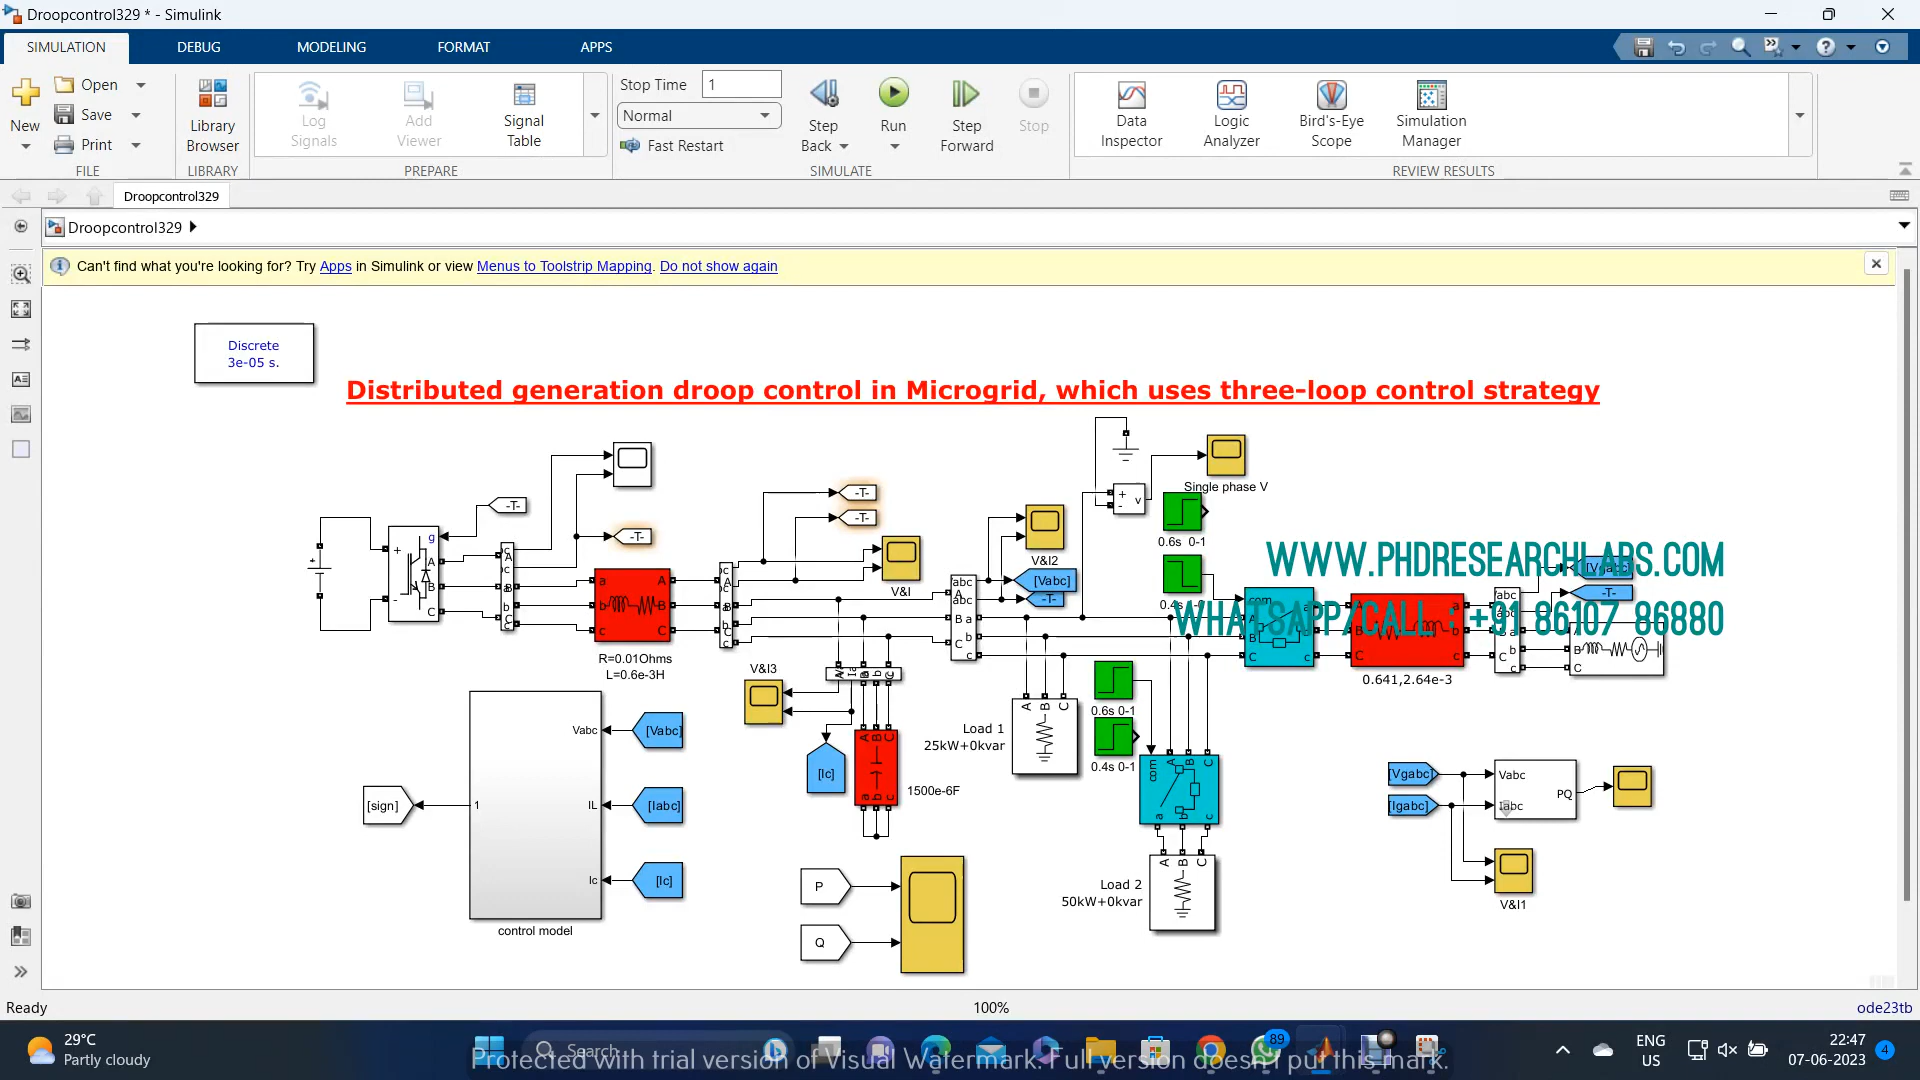 Droopcontrol329 * - Simulink
SIMULATION DEBUG MODELING FORMAT APPS
New Open Save Print
FILE
Library Browser
LIBRARY
Log Signals
Add Viewer
Signal Table
PREPARE
Stop Time 1
Normal
Fast Restart
Step Back
Run
Step Forward
Stop
SIMULATE
Data Inspector
Logic Analyzer
Bird's-Eye Scope
Simulation Manager
REVIEW RESULTS
Droopcontrol329
Droopcontrol329
Can't find what you're looking for? Try Apps in Simulink or view Menus to Toolstrip Mapping. Do not show again
Discrete
3e-05 s.
Distributed generation droop control in Microgrid, which uses three-loop control strategy
-T-
-T-
g
+
-
A
B
C
a
b
c
A
B
C
R=0.01Ohms
L=0.6e-3H
-T-
-T-
V&I
V&I3
[Ic]
1500e-6F
V&I2
[Vabc]
-T-
+
-
v
Single phase V
0.6s 0-1
WWW.PHDRESEARCHLABS.COM
WHATSAPP/CALL : +91 86107 86880
0.641,2.64e-3
0.6s 0-1
0.4s 0-1
Load 1
25kW+0kvar
com
Load 2
50kW+0kvar
Vabc
[Vabc]
IL
[Iabc]
Ic
[Ic]
1
[sign]
control model
P
Q
[Vgabc]
[Igabc]
Vabc
Iabc
PQ
V&I1
Ready
100%
ode23tb
29°C
Partly cloudy
Search
89
ENG
US
22:47
07-06-2023
4
Protected with trial version of Visual Watermark. Full version doesn't put this mark.